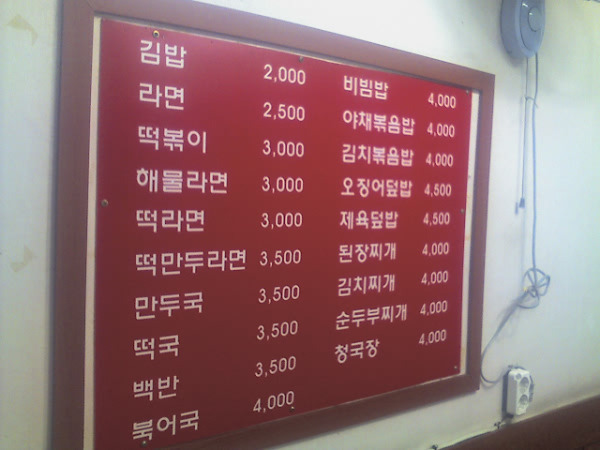 김밥 2,000
라면 2,500
떡볶이 3,000
해물라면 3,000
떡라면 3,000
떡만두라면 3,500
만두국 3,500
떡국 3,500
백반 3,500
북어국 4,000
비빔밥 4,000
야채볶음밥 4,000
김치볶음밥 4,000
오징어덮밥 4,500
제육덮밥 4,500
된장찌개 4,000
김치찌개 4,000
순두부찌개 4,000
청국장 4,000